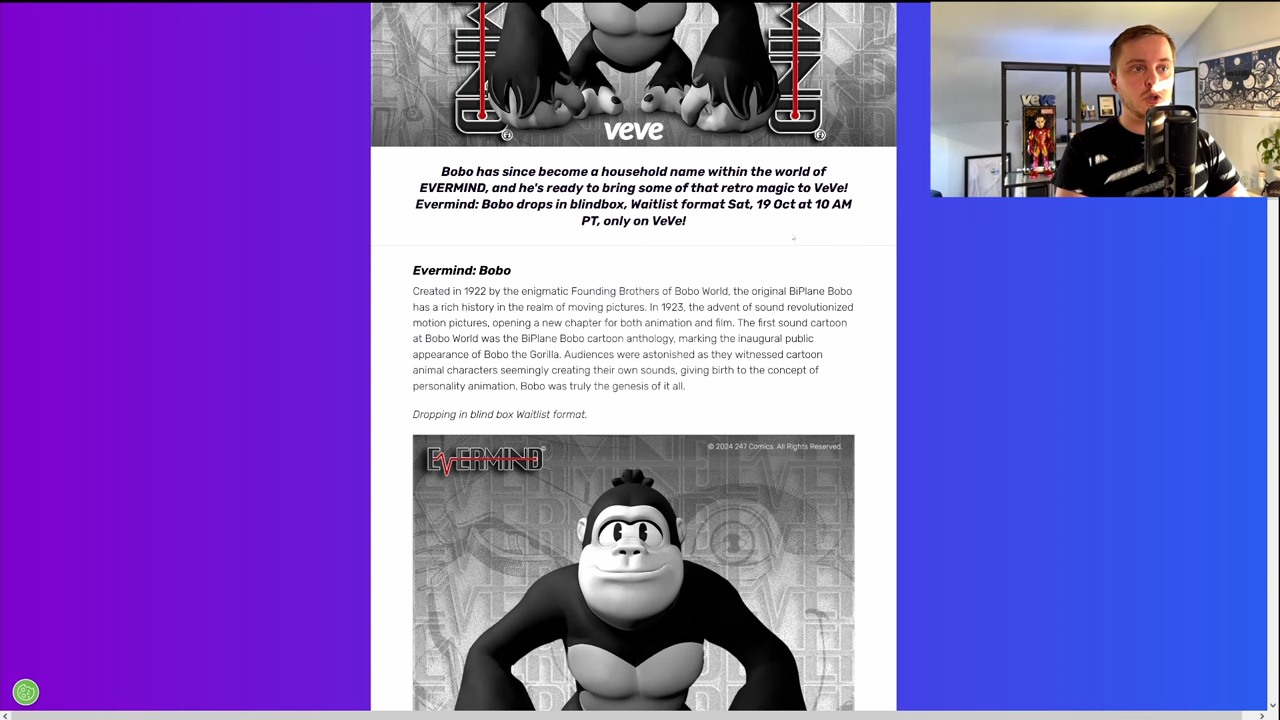 veve
Bobo has since become a household name within the world of
EVERMIND, and he's ready to bring some of that retro magic to VeVe!
Evermind: Bobo drops in blindbox, Waitlist format Sat, 19 Oct at 10 AM
PT, only on VeVe!
Evermind: Bobo
Created in 1922 by the enigmatic Founding Brothers of Bobo World, the original BiPlane Bobo
has a rich history in the realm of moving pictures. In 1923, the advent of sound revolutionized
motion pictures, opening a new chapter for both animation and film. The first sound cartoon
at Bobo World was the BiPlane Bobo cartoon anthology, marking the inaugural public
appearance of Bobo the Gorilla. Audiences were astonished as they witnessed cartoon
animal characters seemingly creating their own sounds, giving birth to the concept of
personality animation. Bobo was truly the genesis of it all.
Dropping in blind box Waitlist format.
© 2024 247 Comics. All Rights Reserved.
EVERMIND
veve